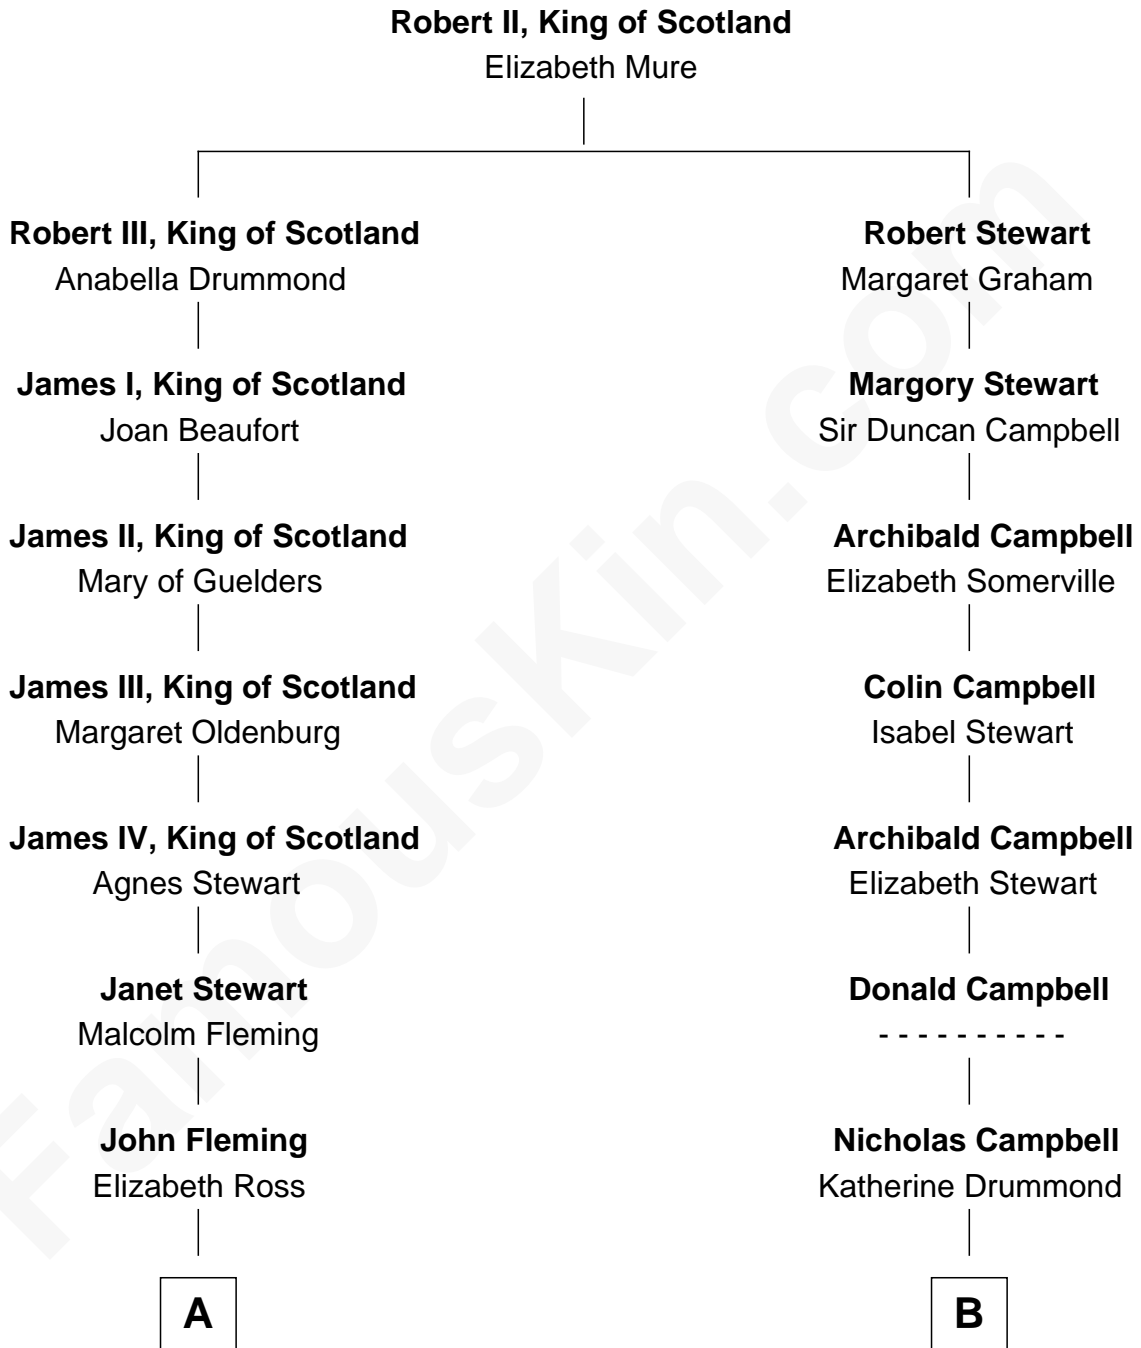 Robert II, King of Scotland
Elizabeth Mure
Robert III, King of Scotland
Anabella Drummond
Robert Stewart
Margaret Graham
James I, King of Scotland
Joan Beaufort
Margory Stewart
Sir Duncan Campbell
James II, King of Scotland
Mary of Guelders
Archibald Campbell
Elizabeth Somerville
James III, King of Scotland
Margaret Oldenburg
Colin Campbell
Isabel Stewart
James IV, King of Scotland
Agnes Stewart
Archibald Campbell
Elizabeth Stewart
Janet Stewart
Malcolm Fleming
Donald Campbell
- - - - - - - - - -
John Fleming
Elizabeth Ross
Nicholas Campbell
Katherine Drummond
A
B
FamousKin.com